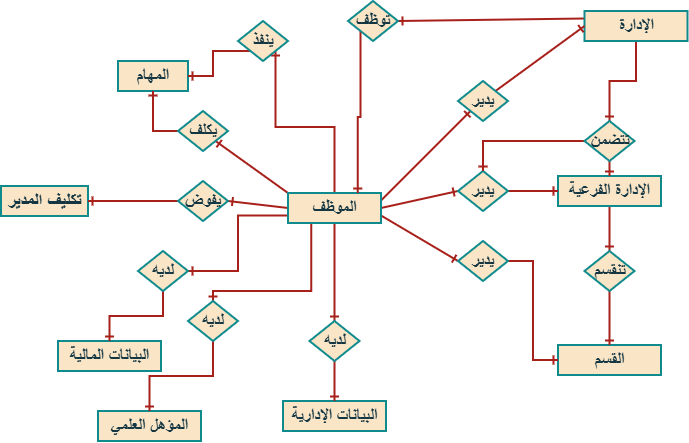 توظف
الإدارة
ينفذ
المهام
يدير
يكلف
تتضمن
تكليف المدير
يفوض
الموظف
يدير
الإدارة الفرعية
لديه
يدير
تنقسم
لديه
لديه
البيانات المالية
القسم
المؤهل العلمي
البيانات الإدارية